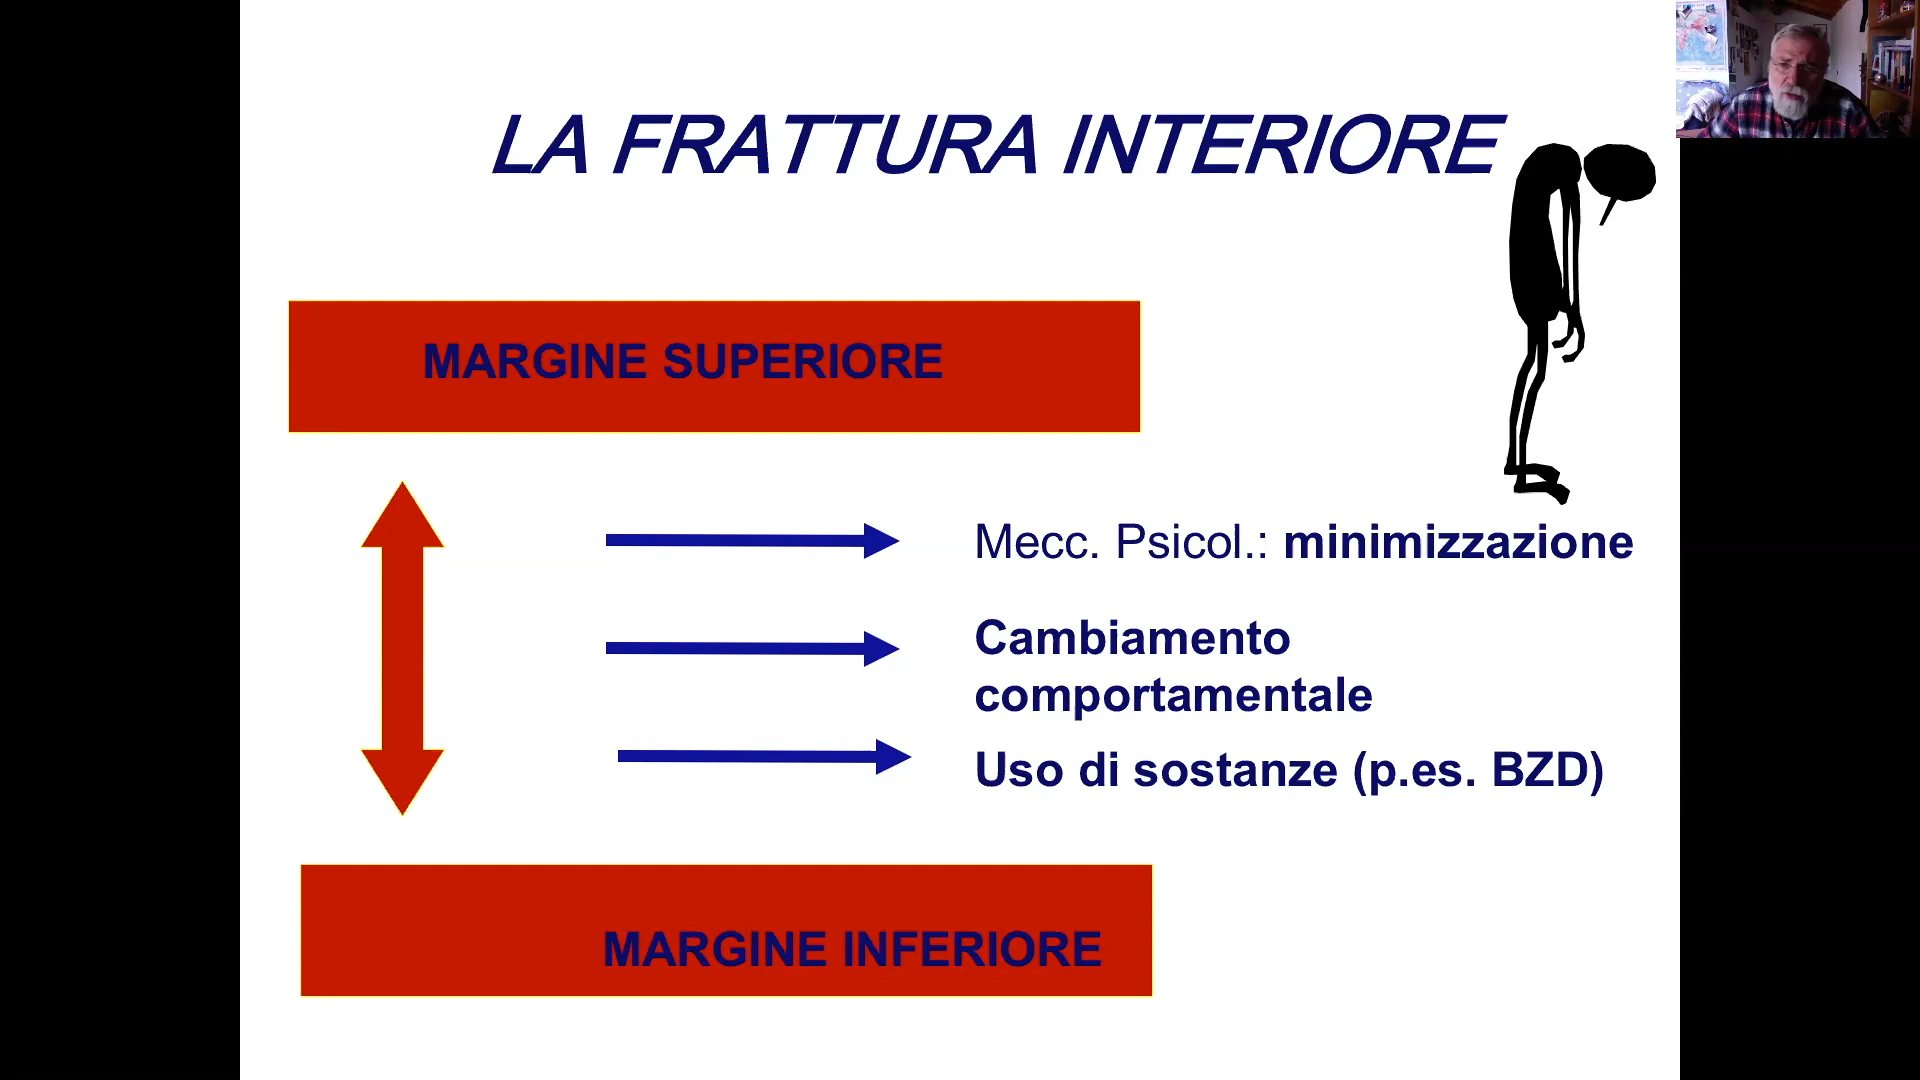 LA FRATTURA INTERIORE
MARGINE SUPERIORE
Mecc. Psicol.: minimizzazione
Cambiamento
comportamentale
Uso di sostanze (p.es. BZD)
MARGINE INFERIORE